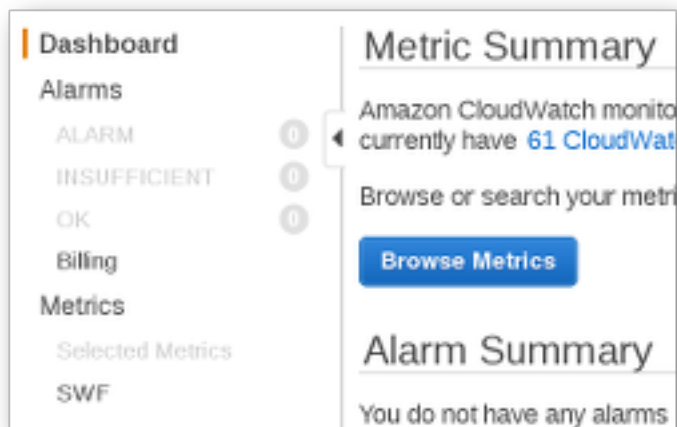 Dashboard
Alarms
ALARM 0
INSUFFICIENT 0
OK 0
Billing
Metrics
Selected Metrics
SWF
Metric Summary
Amazon CloudWatch monito
currently have 61 CloudWat
Browse or search your metri
Browse Metrics
Alarm Summary
You do not have any alarms